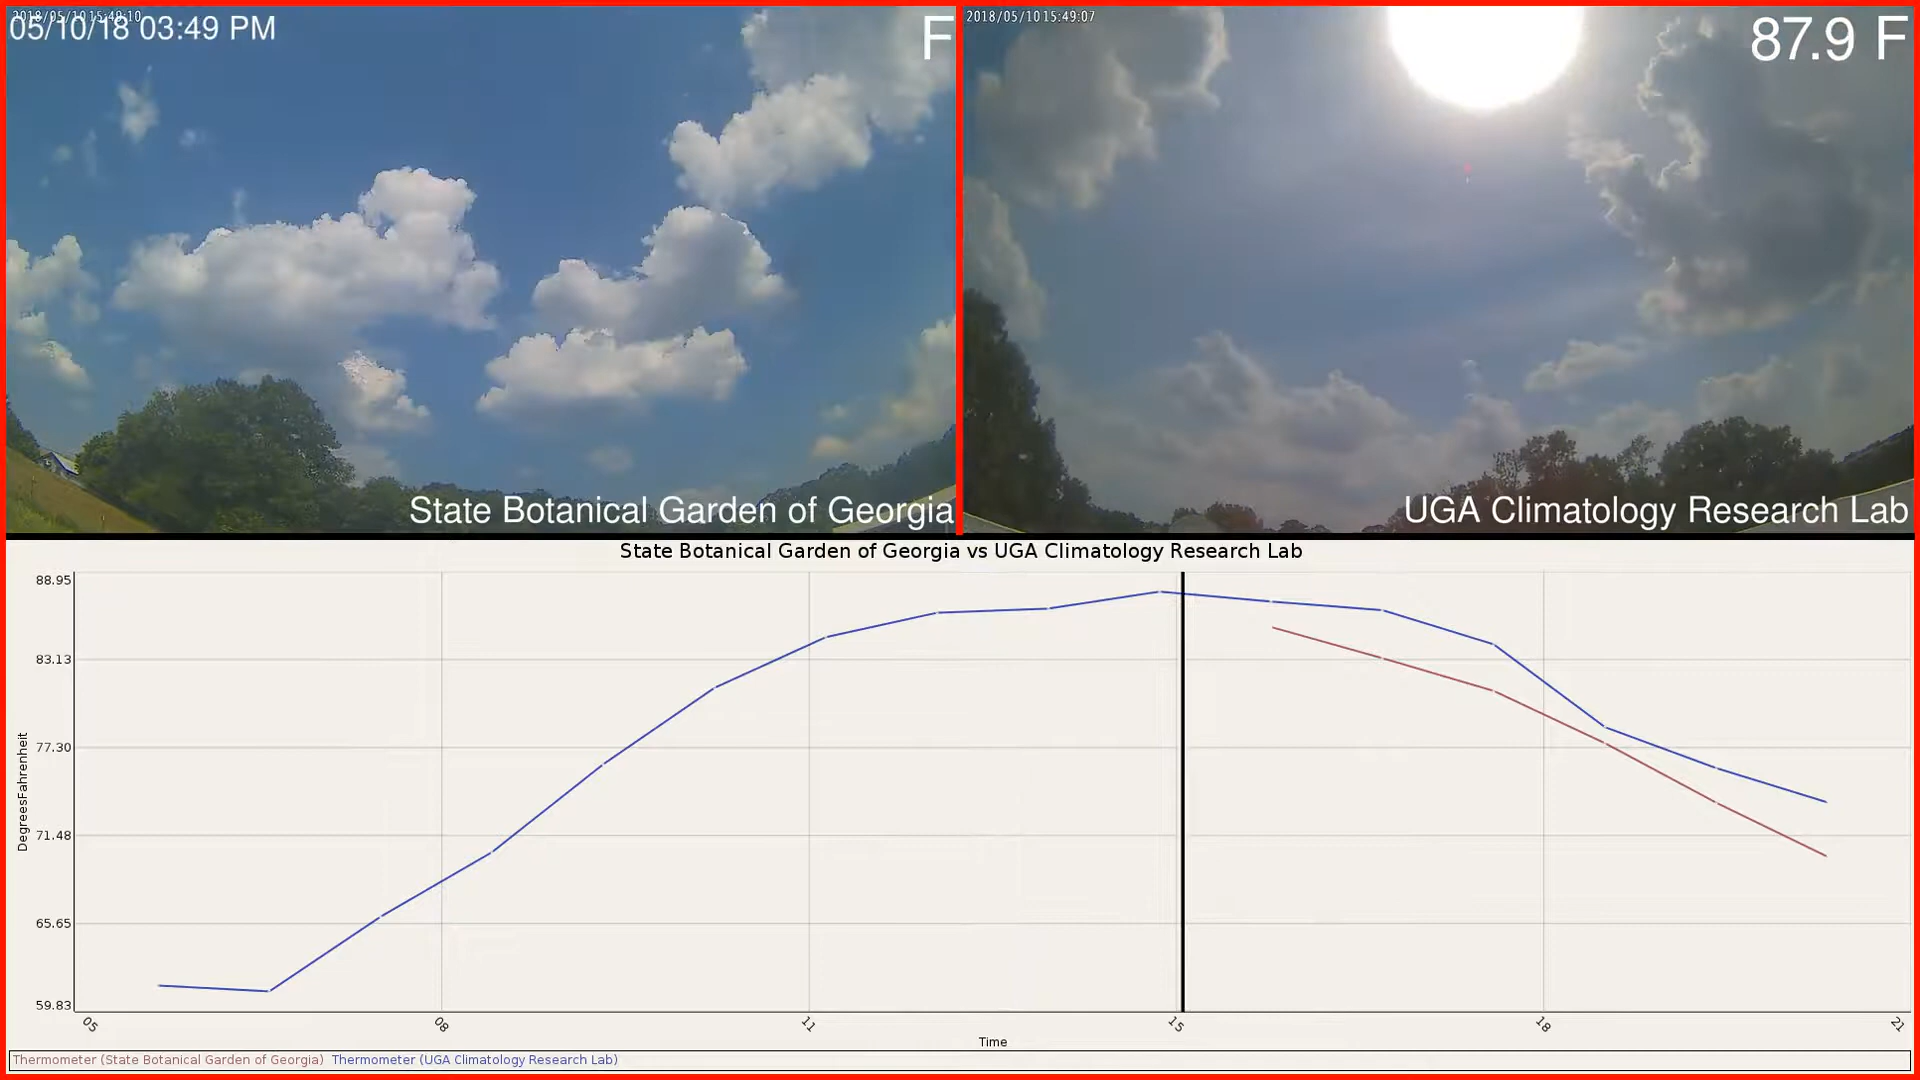 2018/05/10 15:49:10
05/10/18 03:49 PM
F
State Botanical Garden of Georgia
2018/05/10 15:49:07
87.9 F
UGA Climatology Research Lab
State Botanical Garden of Georgia vs UGA Climatology Research Lab
88.95
83.13
77.30
71.48
65.65
59.83
DegreesFahrenheit
05
08
11
15
18
21
Time
Thermometer (State Botanical Garden of Georgia) Thermometer (UGA Climatology Research Lab)